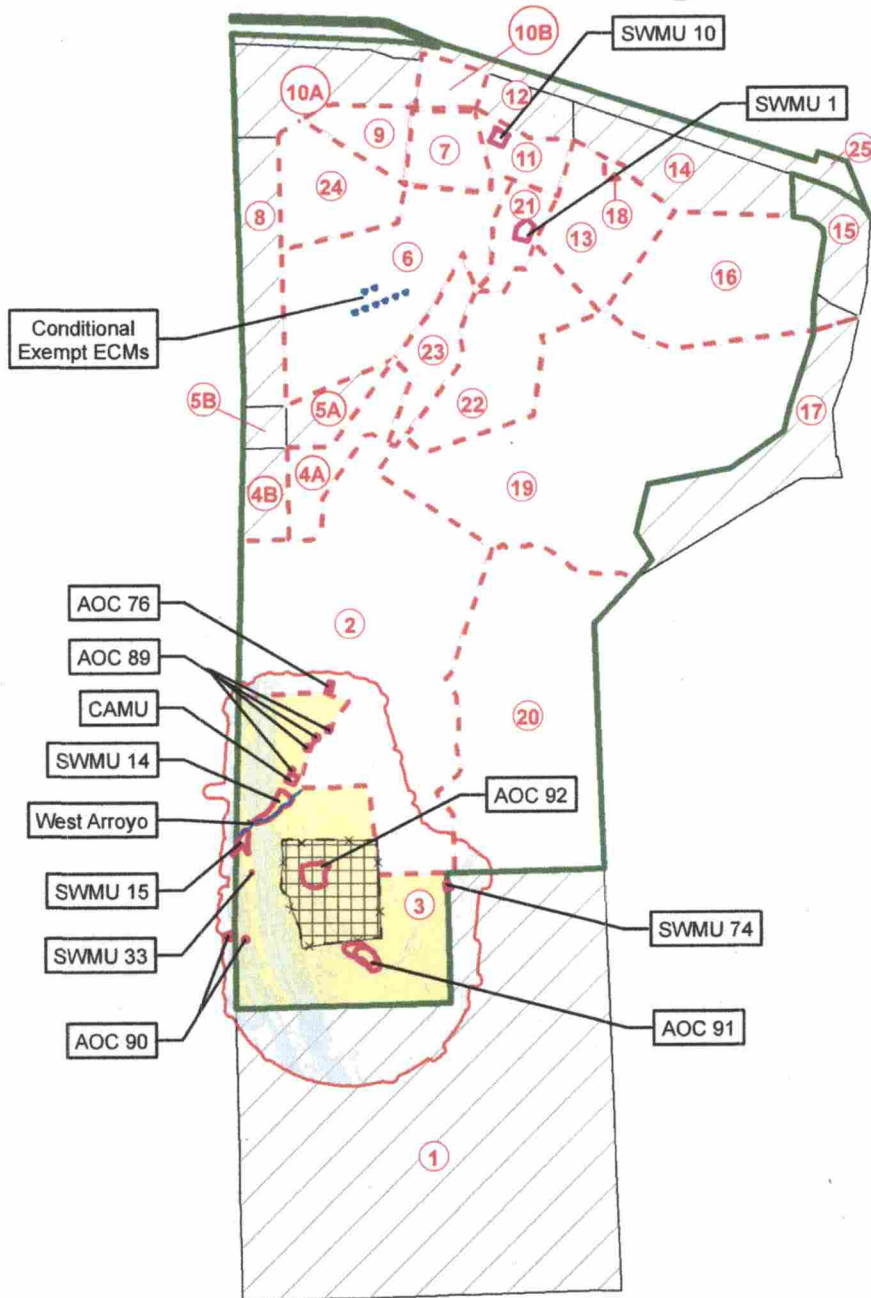 10B
SWMU 10
10A
12
SWMU 1
9
7
11
25
14
24
21
18
8
15
13
6
16
Conditional
Exempt ECMs
23
5B
5A
22
17
4A
4B
19
AOC 76
2
AOC 89
CAMU
20
SWMU 14
AOC 92
West Arroyo
SWMU 15
3
SWMU 33
SWMU 74
AOC 90
AOC 91
1